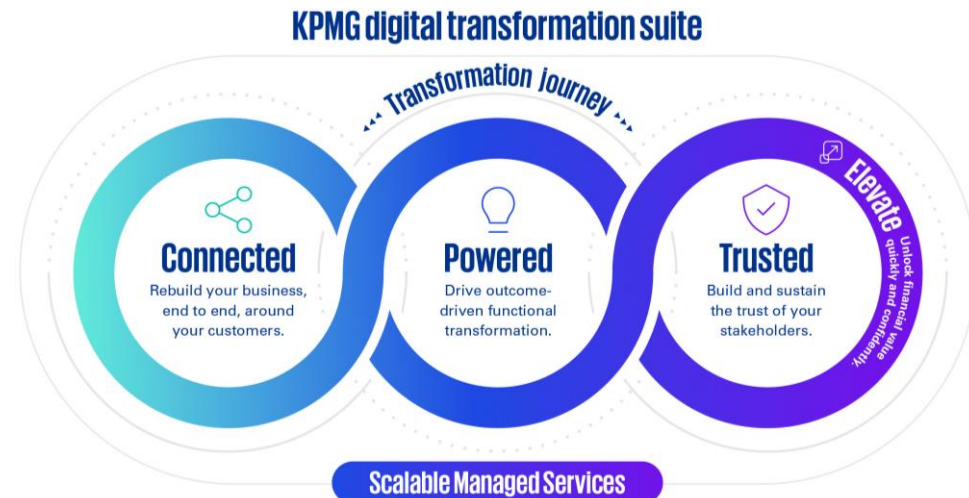 KPMG digital transformation suite
Transformation journey
Connected
Rebuild your business,
end to end, around
your customers.
Powered
Drive outcome-
driven functional
transformation.
Trusted
Build and sustain
the trust of your
stakeholders.
Elevate
Unlock financial value
quickly and confidently.
Scalable Managed Services